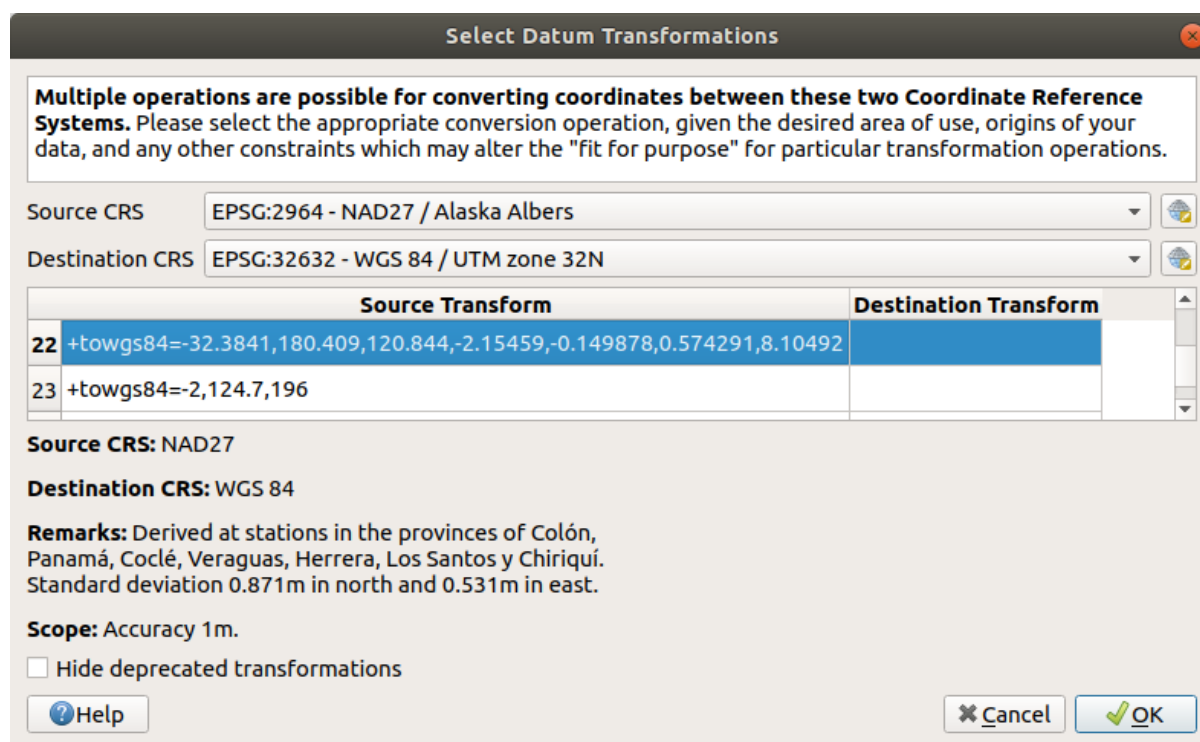 Select Datum Transformations
Multiple operations are possible for converting coordinates between these two Coordinate Reference
Systems. Please select the appropriate conversion operation, given the desired area of use, origins of your
data, and any other constraints which may alter the "fit for purpose" for particular transformation operations.
Source CRS EPSG:2964 - NAD27 / Alaska Albers
Destination CRS EPSG:32632 - WGS 84 / UTM zone 32N
Source Transform Destination Transform
22 +towgs84=-32.3841,180.409,120.844,-2.15459,-0.149878,0.574291,8.10492
23 +towgs84=-2,124.7,196
Source CRS: NAD27
Destination CRS: WGS 84
Remarks: Derived at stations in the provinces of Colón,
Panamá, Coclé, Veraguas, Herrera, Los Santos y Chiriquí.
Standard deviation 0.871m in north and 0.531m in east.
Scope: Accuracy 1m.
Hide deprecated transformations
Help Cancel OK